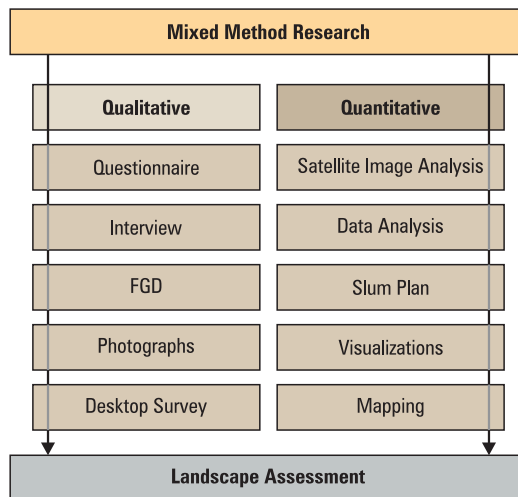 Mixed Method Research
Qualitative
Questionnaire
Interview
FGD
Photographs
Desktop Survey
Quantitative
Satellite Image Analysis
Data Analysis
Slum Plan
Visualizations
Mapping
Landscape Assessment